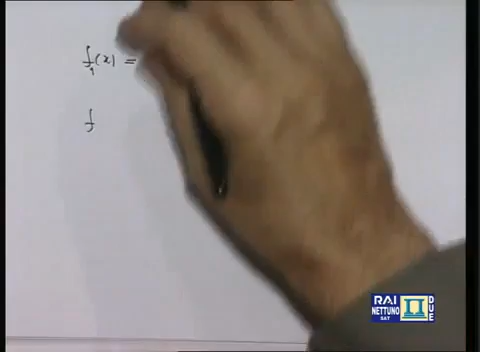 f₁(x) =
f
RAI
NETTUNO
SAT
DUE